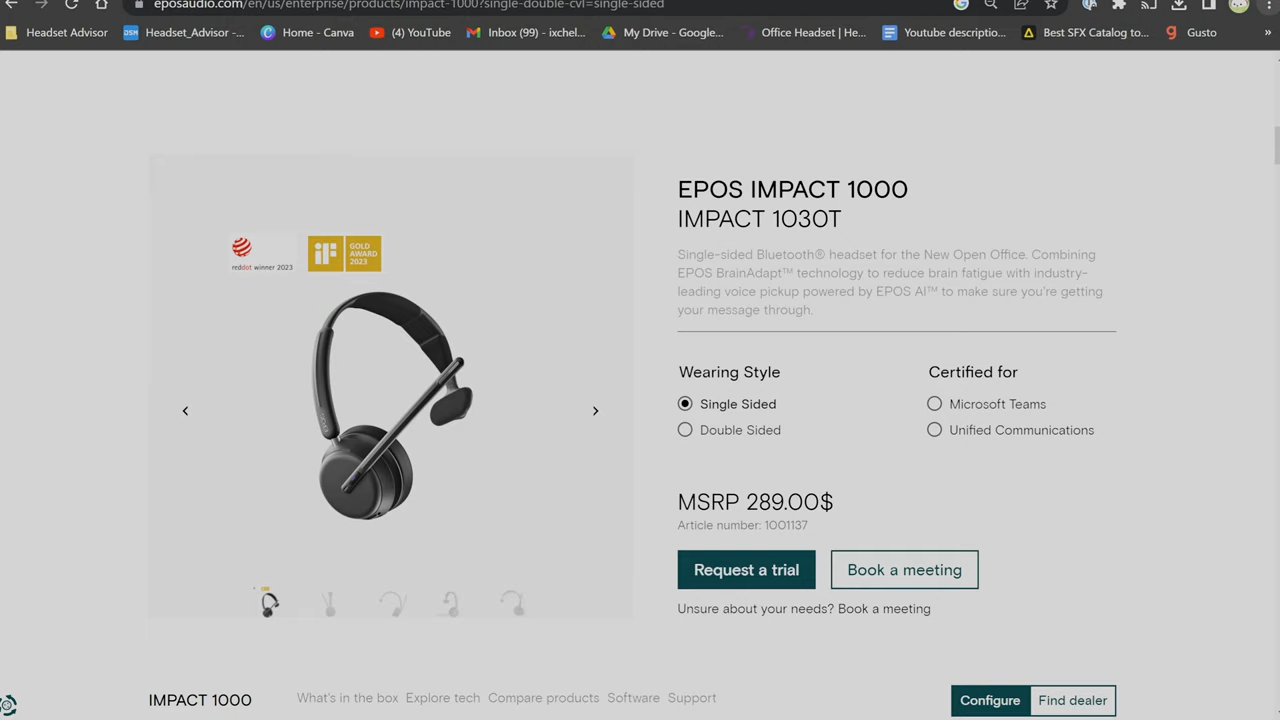 eposaudio.com/en/us/enterprise/products/impact-1000?single-double-cvl=single-sided
Headset Advisor
Headset_Advisor -...
Home - Canva
(4) YouTube
Inbox (99) - ixchel...
My Drive - Google...
Office Headset | He...
Youtube descriptio...
Best SFX Catalog to...
Gusto
»
reddot winner 2023
iF
GOLD
AWARD
2023
EPOS IMPACT 1000
IMPACT 1030T
Single-sided Bluetooth® headset for the New Open Office. Combining
EPOS BrainAdapt™ technology to reduce brain fatigue with industry-
leading voice pickup powered by EPOS AI™ to make sure you're getting
your message through.
Wearing Style
Certified for
Single Sided
Microsoft Teams
Double Sided
Unified Communications
MSRP 289.00$
Article number: 1001137
Request a trial
Book a meeting
Unsure about your needs? Book a meeting
IMPACT 1000
What's in the box
Explore tech
Compare products
Software
Support
Configure
Find dealer